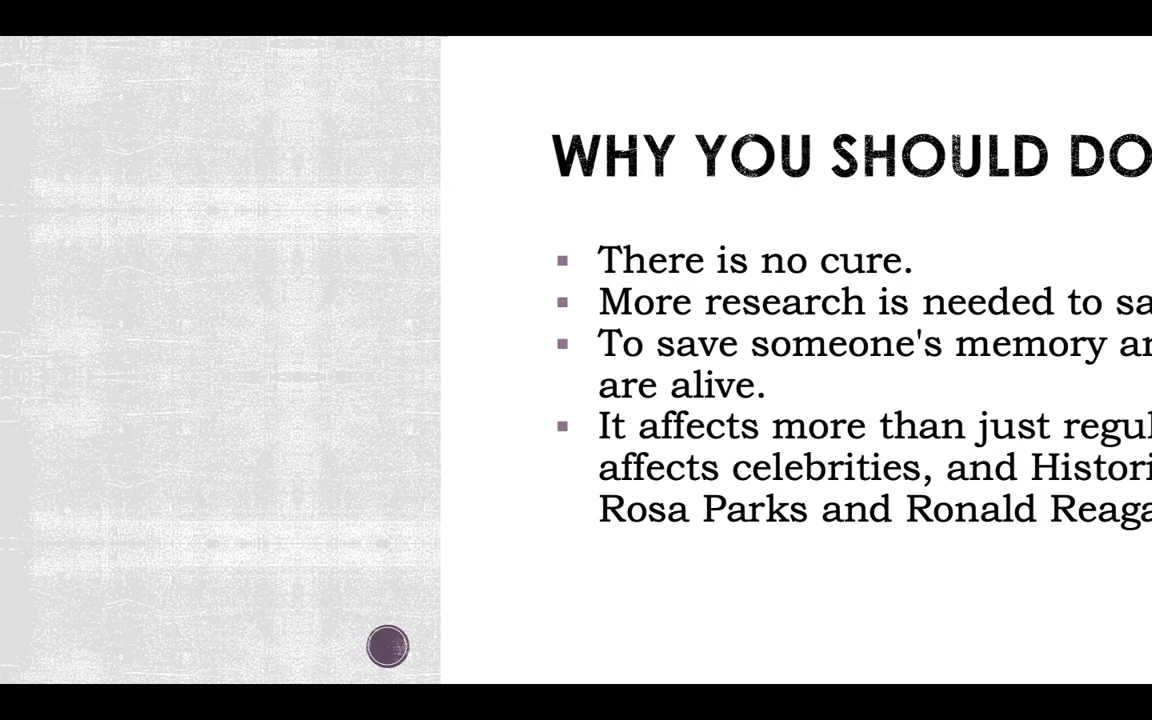 WHY YOU SHOULD DO
There is no cure.
More research is needed to sa
To save someone's memory ar
are alive.
It affects more than just regul
affects celebrities, and Histori
Rosa Parks and Ronald Reaga